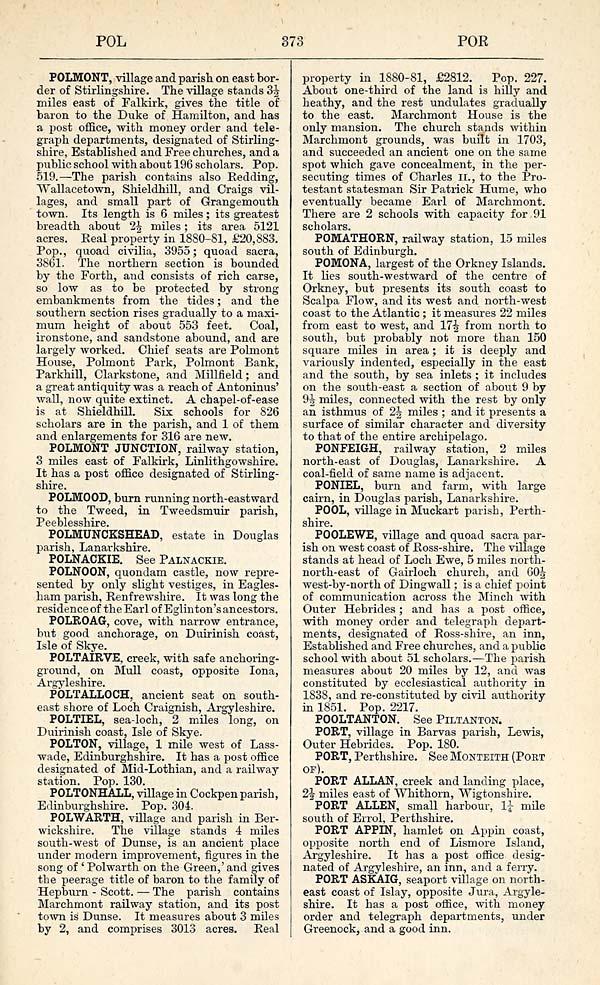 POL
373
POR
POLMONT, village and parish on east bor-
der of Stirlingshire. The village stands 3½
miles east of Falkirk, gives the title of
baron to the Duke of Hamilton, and has
a post office, with money order and tele-
graph departments, designated of Stirling-
shire, Established and Free churches, and a
public school with about 196 scholars. Pop.
519.—The parish contains also Redding,
Wallacetown, Shieldhill, and Craigs vil-
lages, and small part of Grangemouth
town. Its length is 6 miles; its greatest
breadth about 2½ miles; its area 5121
acres. Real property in 1880-81, £20,883.
Pop., quoad civilia, 3955; quoad sacra,
3861. The northern section is bounded
by the Forth, and consists of rich carse,
so low as to be protected by strong
embankments from the tides; and the
southern section rises gradually to a maxi-
mum height of about 553 feet. Coal,
ironstone, and sandstone abound, and are
largely worked. Chief seats are Polmont
House, Polmont Park, Polmont Bank,
Parkhill, Clarkstone, and Millfield; and
a great antiquity was a reach of Antoninus'
wall, now quite extinct. A chapel-of-ease
is at Shieldhill. Six schools for 826
scholars are in the parish, and 1 of them
and enlargements for 316 are new.
POLMONT JUNCTION, railway station,
3 miles east of Falkirk, Linlithgowshire.
It has a post office designated of Stirling-
shire.
POLMOOD, burn running north-eastward
to the Tweed, in Tweedsmuir parish,
Peeblesshire.
POLMUNCKSHEAD, estate in Douglas
parish, Lanarkshire.
POLNACKIE. See PALNACKIE.
POLNOON, quondam castle, now repre-
sented by only slight vestiges, in Eagles-
ham parish, Renfrewshire. It was long the
residence of the Earl of Eglinton's ancestors.
POLROAG, cove, with narrow entrance,
but good anchorage, on Duirinish coast,
Isle of Skye.
POLTAIRVE, creek, with safe anchoring-
ground, on Mull coast, opposite Iona,
Argyleshire.
POLTALLOCH, ancient seat on south-
east shore of Loch Craignish, Argyleshire.
POLTIEL, sea-loch, 2 miles long, on
Duirinish coast, Isle of Skye.
POLTON, village, 1 mile west of Lass-
wade, Edinburghshire. It has a post office
designated of Mid-Lothian, and a railway
station. Pop. 130.
POLTONHALL, village in Cockpen parish,
Edinburghshire. Pop. 304.
POLWARTH, village and parish in Ber-
wickshire. The village stands 4 miles
south-west of Dunse, is an ancient place
under modern improvement, figures in the
song of 'Polwarth on the Green,' and gives
the peerage title of baron to the family of
Hepburn - Scott. — The parish contains
Marchmont railway station, and its post
town is Dunse. It measures about 3 miles
by 2, and comprises 3013 acres. Real
property in 1880-81, £2812. Pop. 227.
About one-third of the land is hilly and
heathy, and the rest undulates gradually
to the east. Marchmont House is the
only mansion. The church stands within
Marchmont grounds, was built in 1703,
and succeeded an ancient one on the same
spot which gave concealment, in the per-
secuting times of Charles II., to the Pro-
testant statesman Sir Patrick Hume, who
eventually became Earl of Marchmont.
There are 2 schools with capacity for 91
scholars.
POMATHORN, railway station, 15 miles
south of Edinburgh.
POMONA, largest of the Orkney Islands.
It lies south-westward of the centre of
Orkney, but presents its south coast to
Scalpa Flow, and its west and north-west
coast to the Atlantic; it measures 22 miles
from east to west, and 17½ from north to
south, but probably not more than 150
square miles in area; it is deeply and
variously indented, especially in the east
and the south, by sea inlets; it includes
on the south-east a section of about 9 by
9½ miles, connected with the rest by only
an isthmus of 2½ miles; and it presents a
surface of similar character and diversity
to that of the entire archipelago.
PONFEIGH, railway station, 2 miles
north-east of Douglas, Lanarkshire. A
coal-field of same name is adjacent.
PONIEL, burn and farm, with large
cairn, in Douglas parish, Lanarkshire.
POOL, village in Muckart parish, Perth-
shire.
POOLEWE, village and quoad sacra par-
ish on west coast of Ross-shire. The village
stands at head of Loch Ewe, 5 miles north-
north-east of Gairloch church, and 60½
west-by-north of Dingwall; is a chief point
of communication across the Minch with
Outer Hebrides; and has a post office,
with money order and telegraph depart-
ments, designated of Ross-shire, an inn,
Established and Free churches, and a public
school with about 51 scholars.—The parish
measures about 20 miles by 12, and was
constituted by ecclesiastical authority in
1838, and re-constituted by civil authority
in 1851. Pop. 2217.
POOLTANTON. See PILTANTON.
PORT, village in Barvas parish, Lewis,
Outer Hebrides. Pop. 180.
PORT, Perthshire. See MONTEITH (PORT
OF).
PORT ALLAN, creek and landing place,
2½ miles east of Whithorn, Wigtonshire.
PORT ALLEN, small harbour, 1¼ mile
south of Errol, Perthshire.
PORT APPIN, hamlet on Appin coast,
opposite north end of Lismore Island,
Argyleshire. It has a post office desig-
nated of Argyleshire, an inn, and a ferry.
PORT ASKAIG, seaport village on north-
east coast of Islay, opposite Jura, Argyle-
shire. It has a post office, with money
order and telegraph departments, under
Greenock, and a good inn.